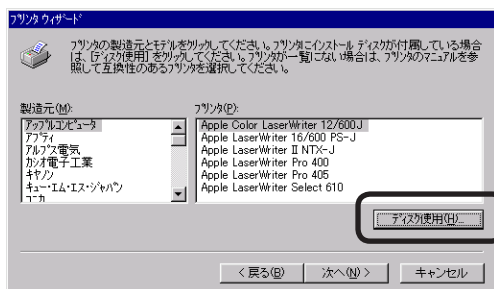 プリンタ ウィザード
プリンタの製造元とモデルをクリックしてください。プリンタにインストール ディスクが付属している場合
は、[ディスク使用] をクリックしてください。プリンタが一覧にない場合は、プリンタのマニュアルを参
照して互換性のあるプリンタを選択してください。
製造元(M):
アップルコンピュータ
アプティ
アルプス電気
カシオ電子工業
キヤノン
キュー・エム・エス・ジャパン
コニカ
プリンタ(P):
Apple Color LaserWriter 12/600J
Apple LaserWriter 16/600 PS-J
Apple LaserWriter II NTX-J
Apple LaserWriter Pro 400
Apple LaserWriter Pro 405
Apple LaserWriter Select 610
ディスク使用(H)...
< 戻る(B)
次へ(N) >
キャンセル